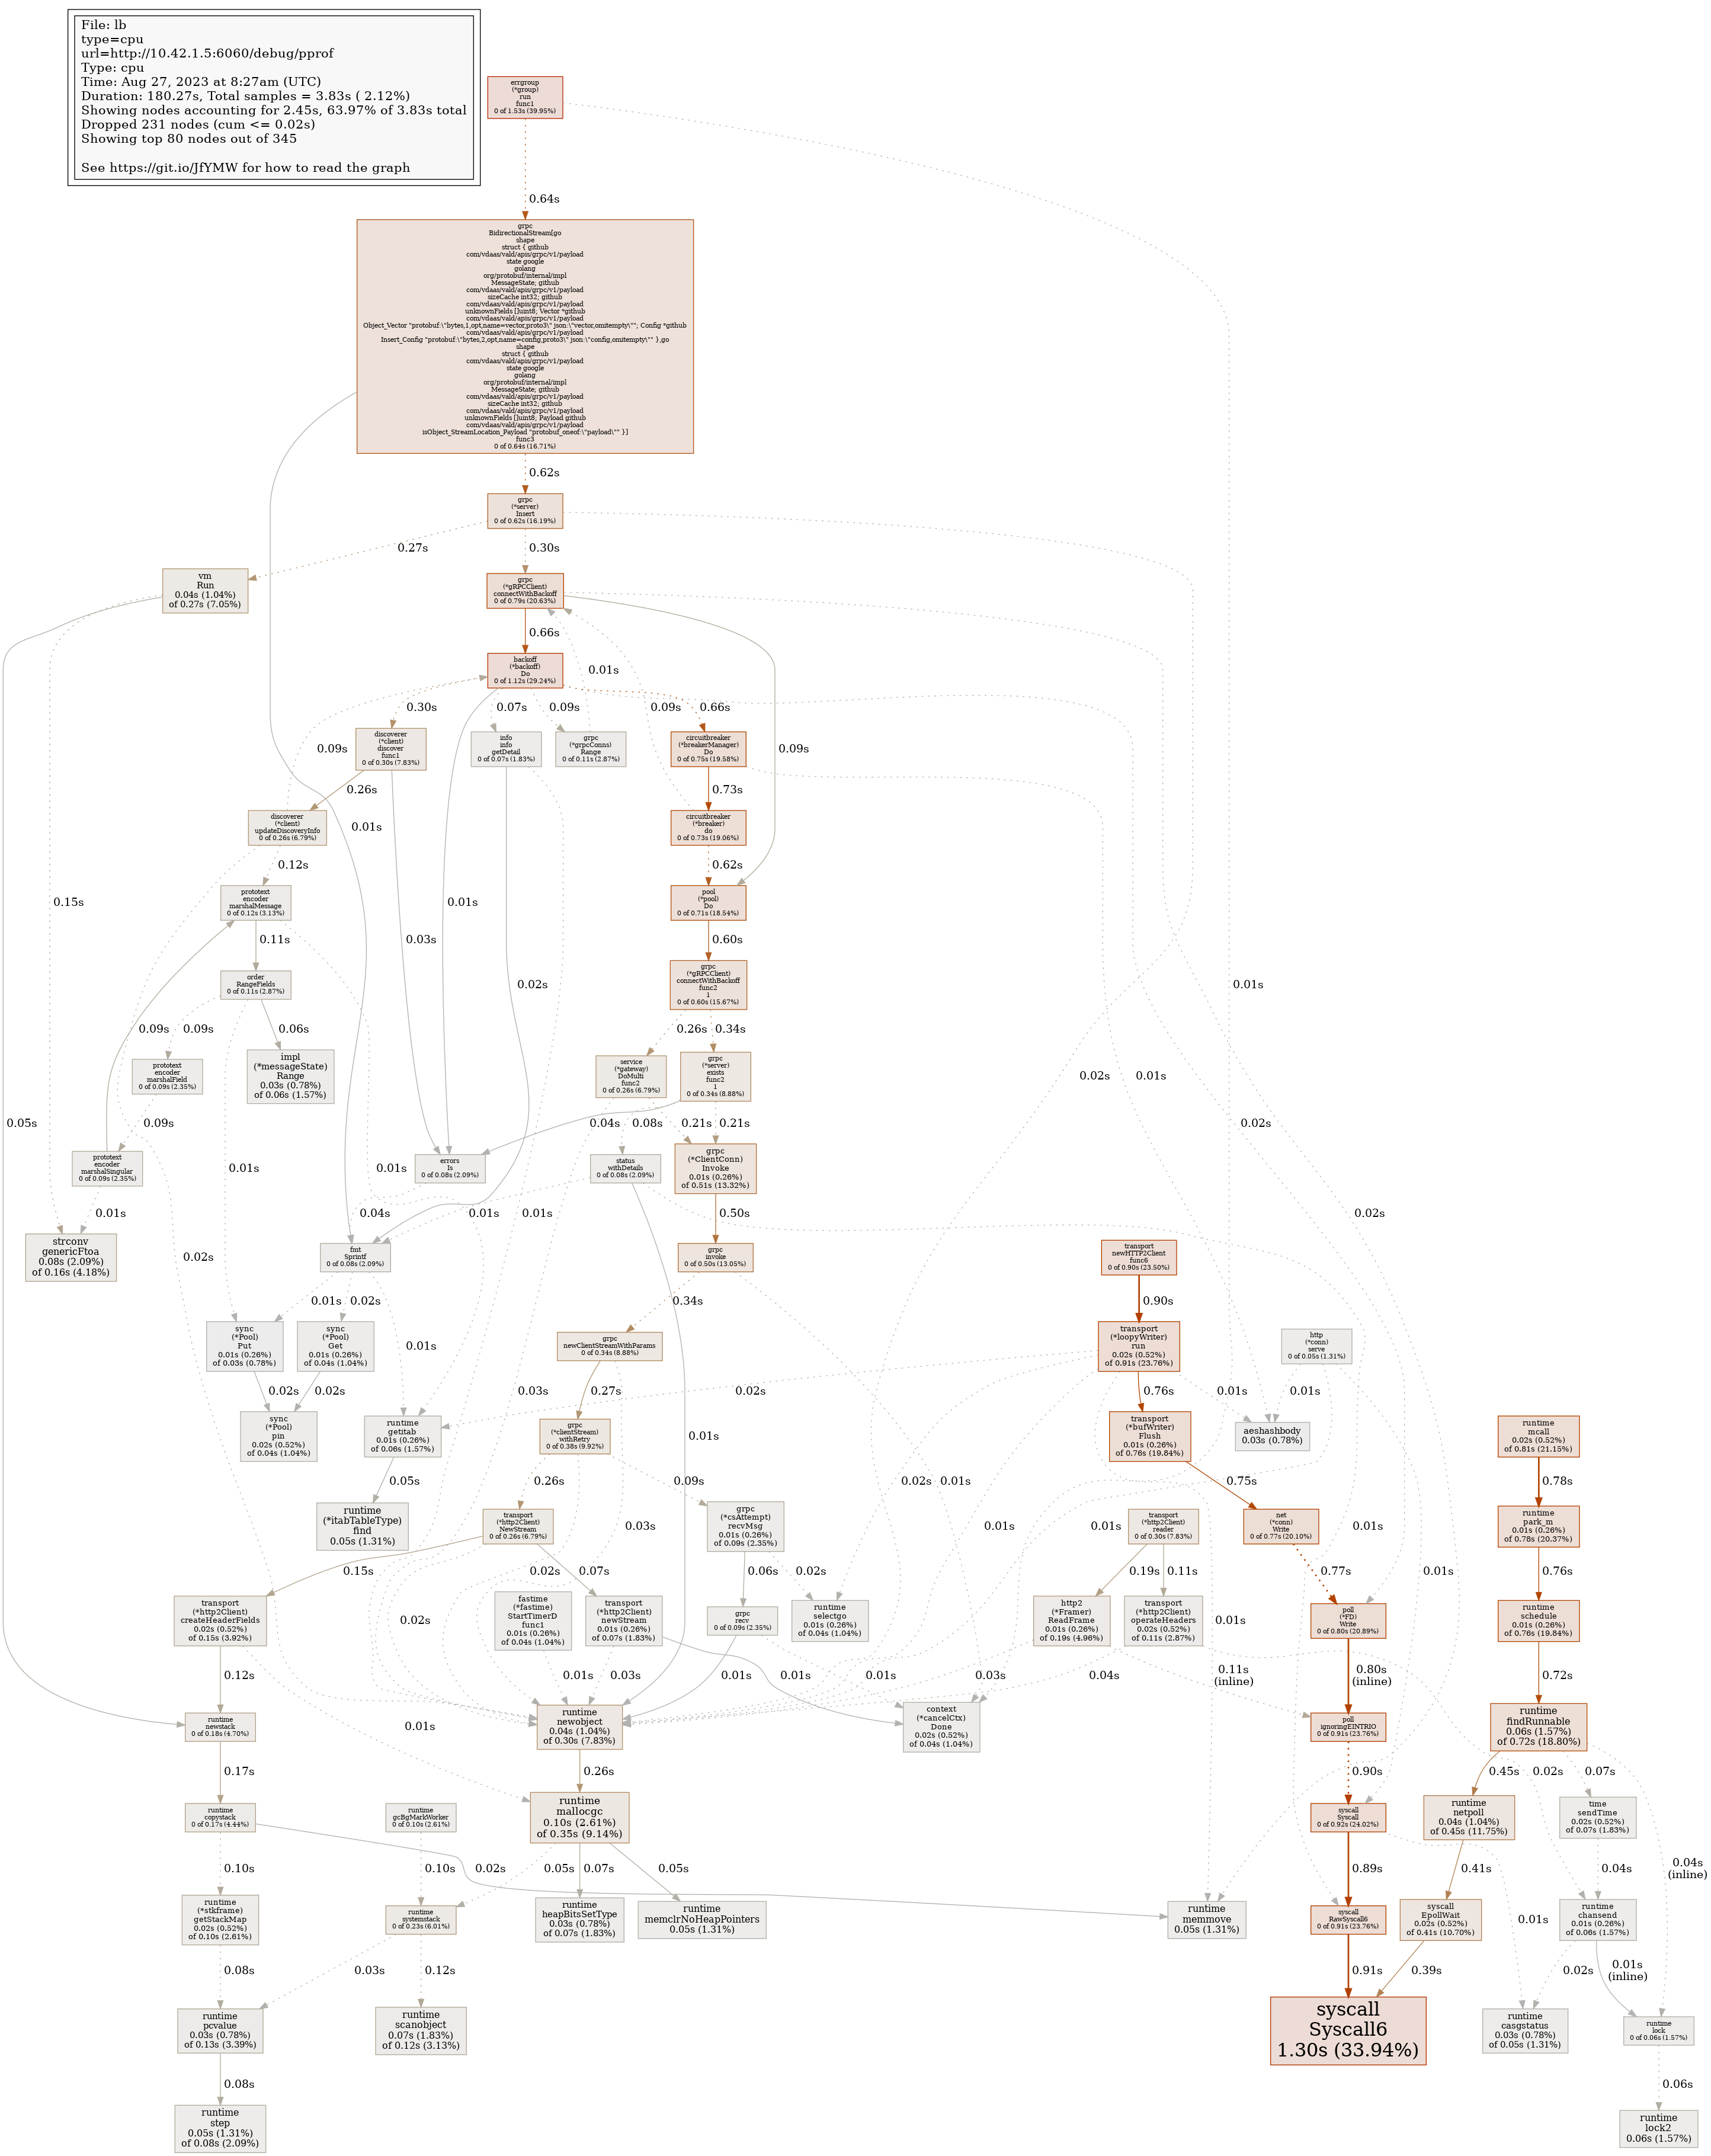 File: lb
type=cpu
url=http://10.42.1.5:6060/debug/pprof
Type: cpu
Time: Aug 27, 2023 at 8:27am (UTC)
Duration: 180.27s, Total samples = 3.83s ( 2.12%)
Showing nodes accounting for 2.45s, 63.97% of 3.83s total
Dropped 231 nodes (cum <= 0.02s)
Showing top 80 nodes out of 345
See https://git.io/JfYMW for how to read the graph
errgroup
(*group)
run
func1
0 of 1.53s (39.95%)
0.64s
grpc
BidirectionalStream[go
shape
struct { github
com/vdaas/vald/apis/grpc/v1/payload
state google
golang
org/protobuf/internal/impl
MessageState; github
com/vdaas/vald/apis/grpc/v1/payload
sizeCache int32; github
com/vdaas/vald/apis/grpc/v1/payload
unknownFields []uint8; Vector *github
com/vdaas/vald/apis/grpc/v1/payload
Object_Vector "protobuf:\"bytes,1,opt,name=vector,proto3\" json:\"vector,omitempty\""; Config *github
com/vdaas/vald/apis/grpc/v1/payload
Insert_Config "protobuf:\"bytes,2,opt,name=config,proto3\" json:\"config,omitempty\"" },go
shape
struct { github
com/vdaas/vald/apis/grpc/v1/payload
state google
golang
org/protobuf/internal/impl
MessageState; github
com/vdaas/vald/apis/grpc/v1/payload
sizeCache int32; github
com/vdaas/vald/apis/grpc/v1/payload
unknownFields []uint8; Payload github
com/vdaas/vald/apis/grpc/v1/payload
isObject_StreamLocation_Payload "protobuf_oneof:\"payload\"" }]
func3
0 of 0.64s (16.71%)
0.62s
grpc
(*server)
Insert
0 of 0.62s (16.19%)
0.27s
0.30s
vm
Run
0.04s (1.04%)
of 0.27s (7.05%)
grpc
(*gRPCClient)
connectWithBackoff
0 of 0.79s (20.63%)
0.66s
backoff
(*backoff)
Do
0 of 1.12s (29.24%)
0.01s
0.30s
0.07s
0.09s
0.09s
0.66s
0.09s
0.09s
discoverer
(*client)
discover
func1
0 of 0.30s (7.83%)
info
info
getDetail
0 of 0.07s (1.83%)
grpc
(*grpcConns)
Range
0 of 0.11s (2.87%)
circuitbreaker
(*breakerManager)
Do
0 of 0.75s (19.58%)
0.26s
0.73s
0.01s
discoverer
(*client)
updateDiscoveryInfo
0 of 0.26s (6.79%)
circuitbreaker
(*breaker)
do
0 of 0.73s (19.06%)
0.12s
0.62s
0.15s
prototext
encoder
marshalMessage
0 of 0.12s (3.13%)
0.01s
pool
(*pool)
Do
0 of 0.71s (18.54%)
0.11s
0.03s
0.60s
order
RangeFields
0 of 0.11s (2.87%)
0.02s
grpc
(*gRPCClient)
connectWithBackoff
func2
1
0 of 0.60s (15.67%)
0.01s
0.09s
0.09s
0.06s
0.26s
0.34s
prototext
encoder
marshalField
0 of 0.09s (2.35%)
impl
(*messageState)
Range
0.03s (0.78%)
of 0.06s (1.57%)
service
(*gateway)
DoMulti
func2
0 of 0.26s (6.79%)
grpc
(*server)
exists
func2
1
0 of 0.34s (8.88%)
0.02s
0.01s
0.05s
0.09s
0.04s
0.08s
0.21s
0.21s
0.02s
prototext
encoder
marshalSingular
0 of 0.09s (2.35%)
0.01s
0.01s
errors
Is
0 of 0.08s (2.09%)
status
withDetails
0 of 0.08s (2.09%)
grpc
(*ClientConn)
Invoke
0.01s (0.26%)
of 0.51s (13.32%)
0.01s
0.04s
0.01s
0.01s
0.50s
0.02s
strconv
genericFtoa
0.08s (2.09%)
of 0.16s (4.18%)
0.02s
fmt
Sprintf
0 of 0.08s (2.09%)
grpc
invoke
0 of 0.50s (13.05%)
transport
newHTTP2Client
func6
0 of 0.90s (23.50%)
0.01s
0.02s
0.34s
0.90s
sync
(*Pool)
Put
0.01s (0.26%)
of 0.03s (0.78%)
sync
(*Pool)
Get
0.01s (0.26%)
of 0.04s (1.04%)
0.01s
grpc
newClientStreamWithParams
0 of 0.34s (8.88%)
transport
(*loopyWriter)
run
0.02s (0.52%)
of 0.91s (23.76%)
http
(*conn)
serve
0 of 0.05s (1.31%)
0.02s
0.02s
0.03s
0.27s
0.02s
0.76s
0.01s
0.01s
sync
(*Pool)
pin
0.02s (0.52%)
of 0.04s (1.04%)
runtime
getitab
0.01s (0.26%)
of 0.06s (1.57%)
grpc
(*clientStream)
withRetry
0 of 0.38s (9.92%)
0.01s
transport
(*bufWriter)
Flush
0.01s (0.26%)
of 0.76s (19.84%)
aeshashbody
0.03s (0.78%)
runtime
mcall
0.02s (0.52%)
of 0.81s (21.15%)
0.05s
0.26s
0.09s
0.02s
0.01s
0.75s
0.78s
runtime
(*itabTableType)
find
0.05s (1.31%)
transport
(*http2Client)
NewStream
0 of 0.26s (6.79%)
0.03s
grpc
(*csAttempt)
recvMsg
0.01s (0.26%)
of 0.09s (2.35%)
0.01s
0.01s
transport
(*http2Client)
reader
0 of 0.30s (7.83%)
net
(*conn)
Write
0 of 0.77s (20.10%)
0.01s
runtime
park_m
0.01s (0.26%)
of 0.78s (20.37%)
0.15s
0.02s
0.07s
0.06s
0.02s
0.19s
0.11s
0.77s
0.01s
0.76s
transport
(*http2Client)
createHeaderFields
0.02s (0.52%)
of 0.15s (3.92%)
0.02s
fastime
(*fastime)
StartTimerD
func1
0.01s (0.26%)
of 0.04s (1.04%)
transport
(*http2Client)
newStream
0.01s (0.26%)
of 0.07s (1.83%)
grpc
recv
0 of 0.09s (2.35%)
runtime
selectgo
0.01s (0.26%)
of 0.04s (1.04%)
http2
(*Framer)
ReadFrame
0.01s (0.26%)
of 0.19s (4.96%)
transport
(*http2Client)
operateHeaders
0.02s (0.52%)
of 0.11s (2.87%)
0.01s
poll
(*FD)
Write
0 of 0.80s (20.89%)
runtime
schedule
0.01s (0.26%)
of 0.76s (19.84%)
0.12s
0.01s
0.03s
0.01s
0.01s
0.01s
0.03s
0.04s
0.11s
(inline)
0.80s
(inline)
0.72s
runtime
newstack
0 of 0.18s (4.70%)
0.01s
runtime
newobject
0.04s (1.04%)
of 0.30s (7.83%)
context
(*cancelCtx)
Done
0.02s (0.52%)
of 0.04s (1.04%)
poll
ignoringEINTRIO
0 of 0.91s (23.76%)
runtime
findRunnable
0.06s (1.57%)
of 0.72s (18.80%)
0.17s
0.26s
0.90s
0.45s
0.02s
0.07s
runtime
copystack
0 of 0.17s (4.44%)
runtime
gcBgMarkWorker
0 of 0.10s (2.61%)
runtime
mallocgc
0.10s (2.61%)
of 0.35s (9.14%)
syscall
Syscall
0 of 0.92s (24.02%)
runtime
netpoll
0.04s (1.04%)
of 0.45s (11.75%)
time
sendTime
0.02s (0.52%)
of 0.07s (1.83%)
0.10s
0.10s
0.02s
0.05s
0.07s
0.05s
0.89s
0.41s
0.04s
0.04s
(inline)
runtime
(*stkframe)
getStackMap
0.02s (0.52%)
of 0.10s (2.61%)
runtime
systemstack
0 of 0.23s (6.01%)
runtime
heapBitsSetType
0.03s (0.78%)
of 0.07s (1.83%)
runtime
memclrNoHeapPointers
0.05s (1.31%)
runtime
memmove
0.05s (1.31%)
syscall
RawSyscall6
0 of 0.91s (23.76%)
syscall
EpollWait
0.02s (0.52%)
of 0.41s (10.70%)
0.01s
runtime
chansend
0.01s (0.26%)
of 0.06s (1.57%)
0.08s
0.03s
0.12s
0.91s
0.39s
0.02s
0.01s
(inline)
runtime
pcvalue
0.03s (0.78%)
of 0.13s (3.39%)
runtime
scanobject
0.07s (1.83%)
of 0.12s (3.13%)
syscall
Syscall6
1.30s (33.94%)
runtime
casgstatus
0.03s (0.78%)
of 0.05s (1.31%)
runtime
lock
0 of 0.06s (1.57%)
0.08s
0.06s
runtime
step
0.05s (1.31%)
of 0.08s (2.09%)
runtime
lock2
0.06s (1.57%)